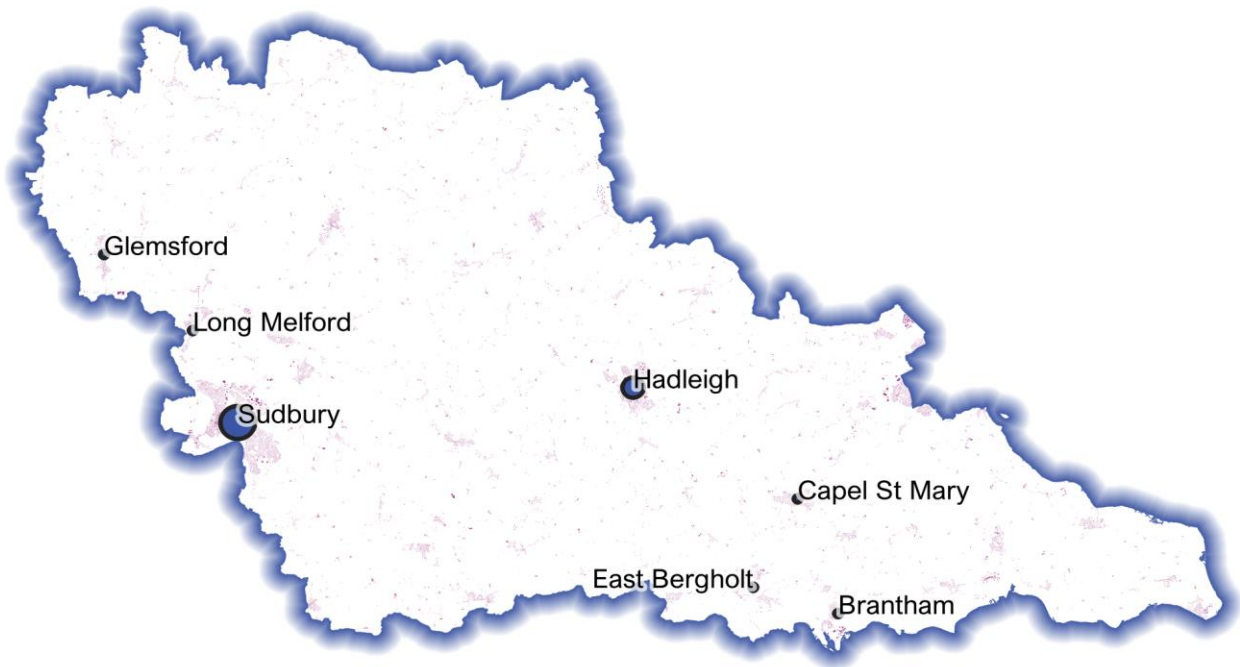 Glemsford
Long Melford
Hadleigh
Sudbury
Capel St Mary
East Bergholt
Brantham